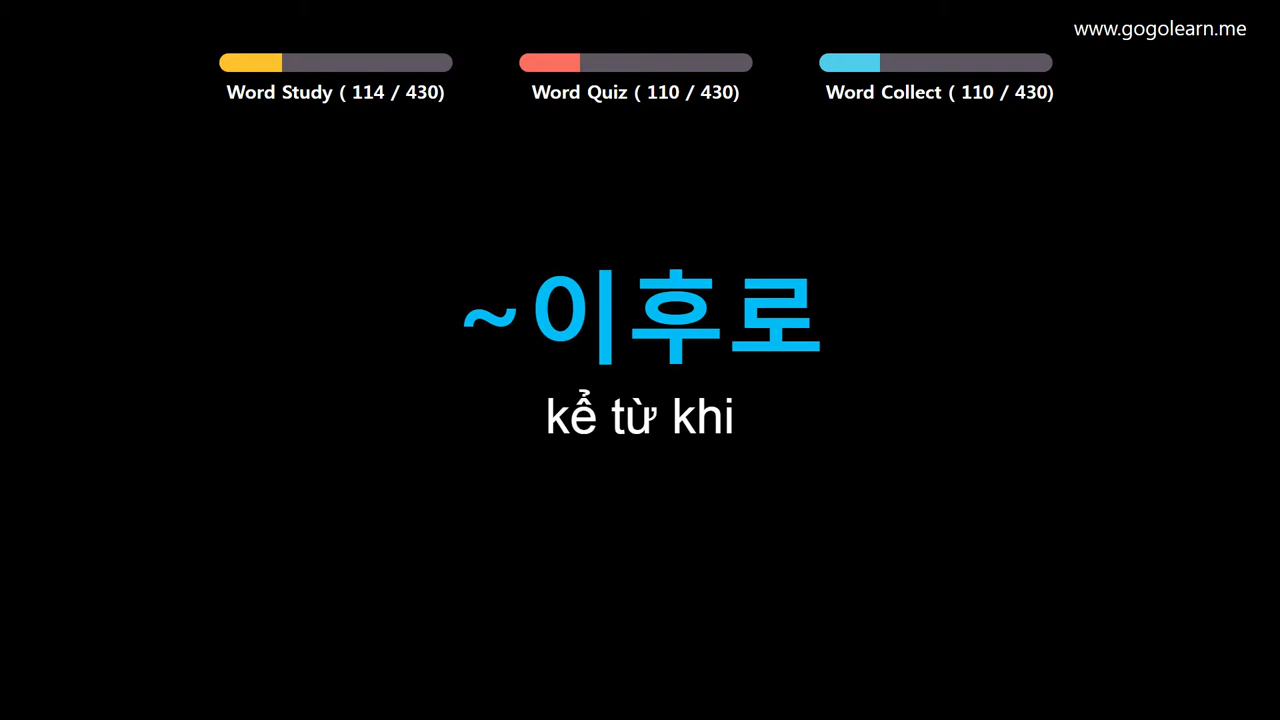 www.gogolearn.me
Word Study ( 114 / 430)
Word Quiz ( 110 / 430)
Word Collect ( 110 / 430)
~이후로
kể từ khi